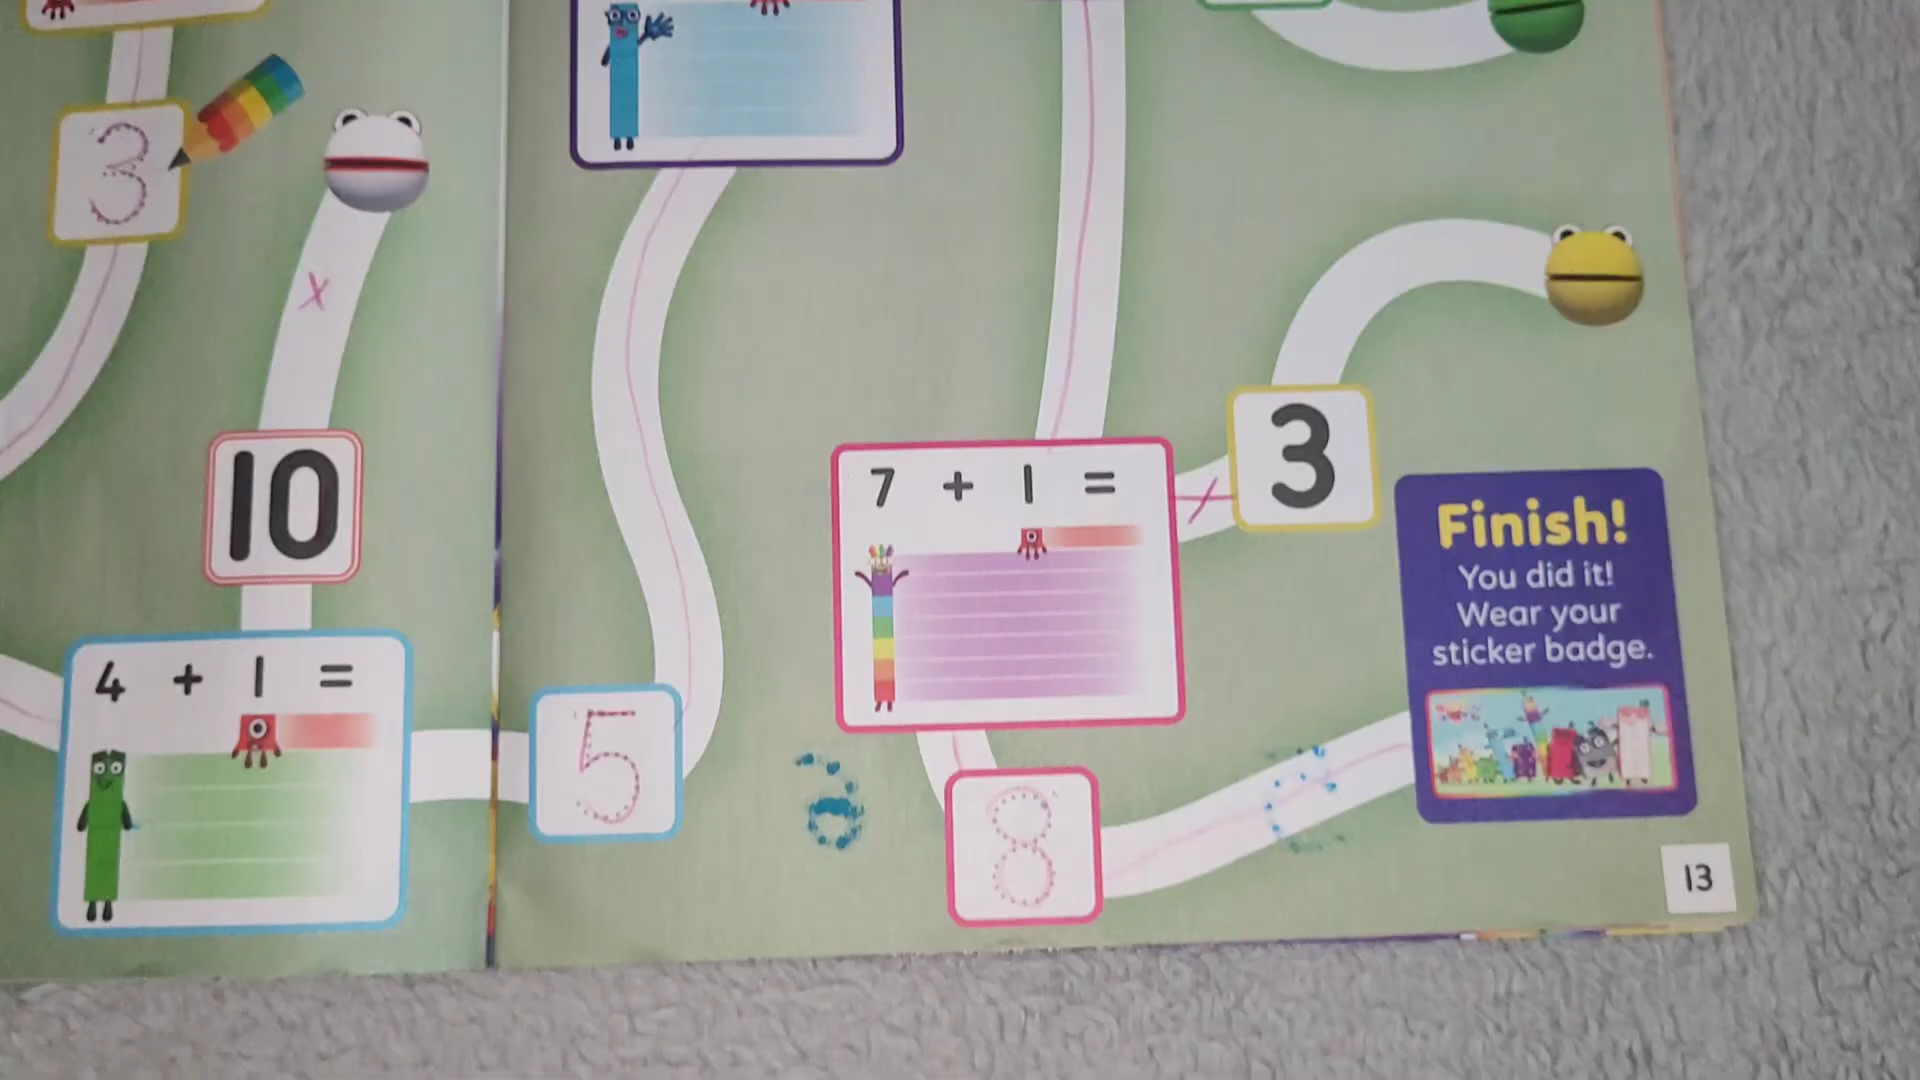 3
10
4 + 1 =
5
7 + 1 =
3
8
Finish!
You did it!
Wear your
sticker badge.
13